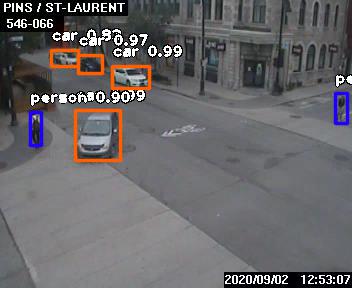 PINS / ST-LAURENT
546-066
car 0.97
car 0.99
person 0.90
pe
2020/09/02 12:53:07